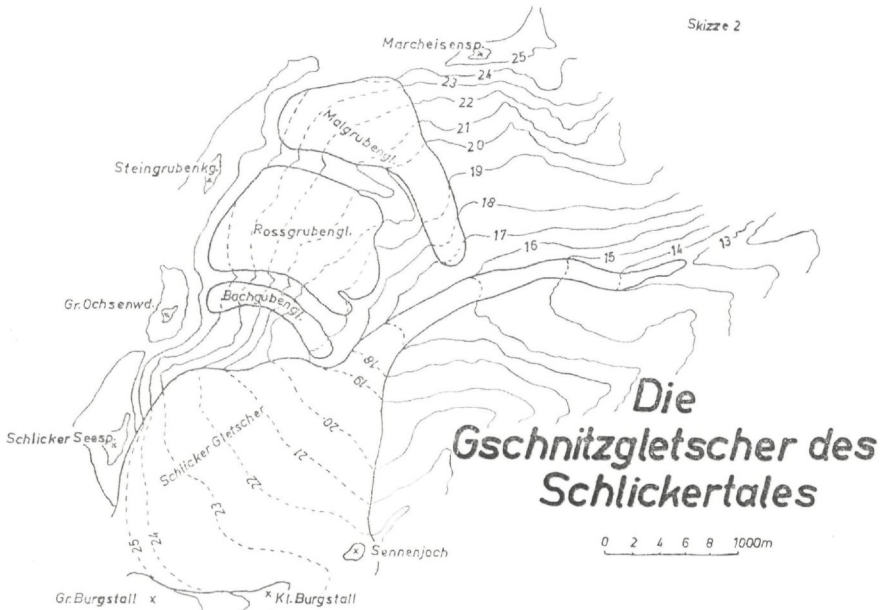 Skizze 2
Marcheisensp.
25
24
23
22
21
20
19
18
17
16
15
14
13
Malgrubengl.
Steingrubenkg.
Rossgrubengl.
Bachgubengl.
Gr.Ochsenwd.
18
19
20
21
22
23
24
25
Schlicker Gletscher
Schlicker Seesp.
Die
Gschnitzgletscher des
Schlickertales
0 2 4 6 8 1000m
Sennenjoch
Gr.Burgstall
Kl.Burgstall